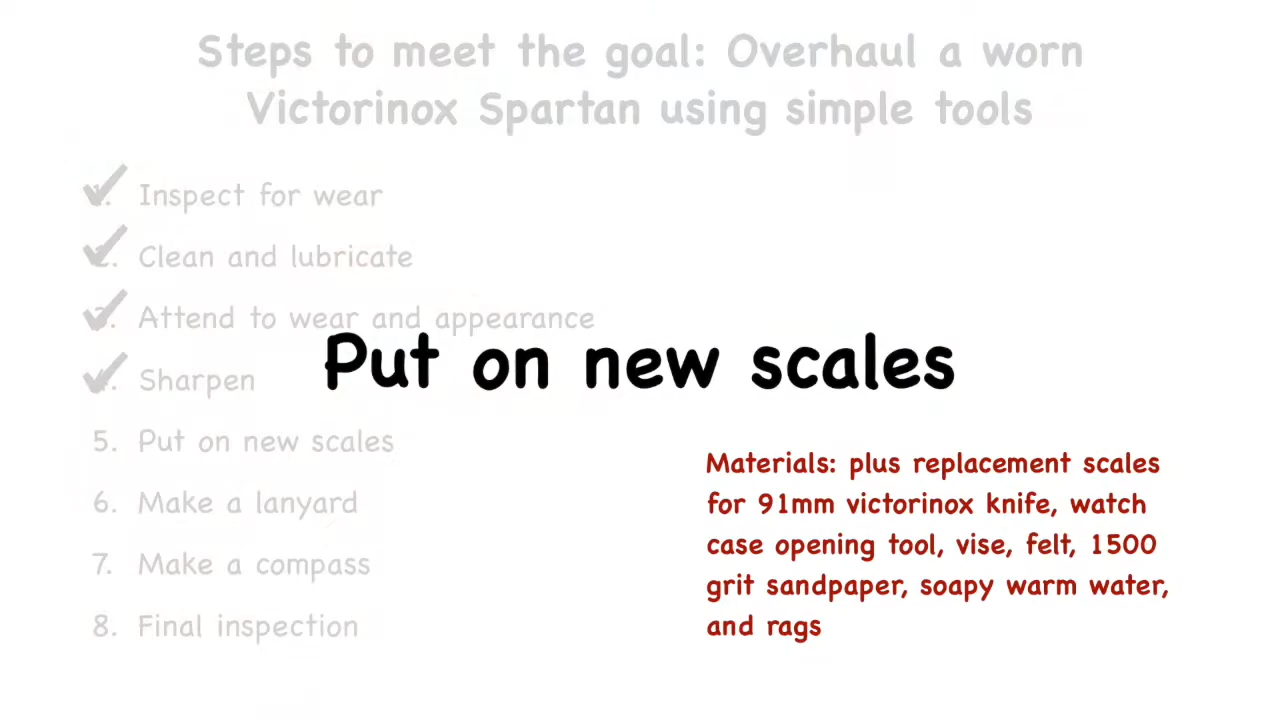 Steps to meet the goal: Overhaul a worn
Victorinox Spartan using simple tools
✔ Inspect for wear
✔ Clean and lubricate
✔ Attend to wear and appearance
✔ Sharpen
Put on new scales
5. Put on new scales
6. Make a lanyard
7. Make a compass
8. Final inspection
Materials: plus replacement scales
for 91mm victorinox knife, watch
case opening tool, vise, felt, 1500
grit sandpaper, soapy warm water,
and rags